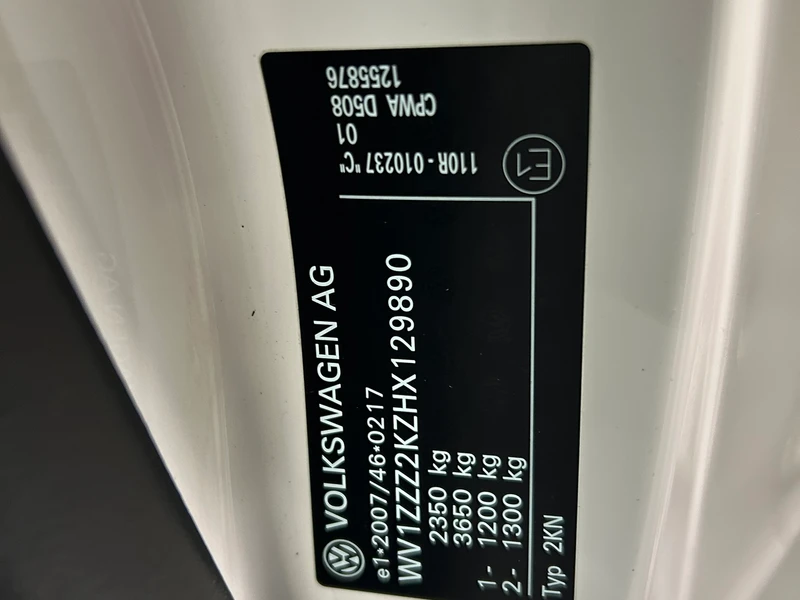 VOLKSWAGEN AG
e1*2007/46*0217
WV1ZZZ2KZHX129890
2350 kg
3650 kg
1- 1200 kg
2- 1300 kg
Typ 2KN
110R-010237 "C"
01
CPWA D508
1255876
E1